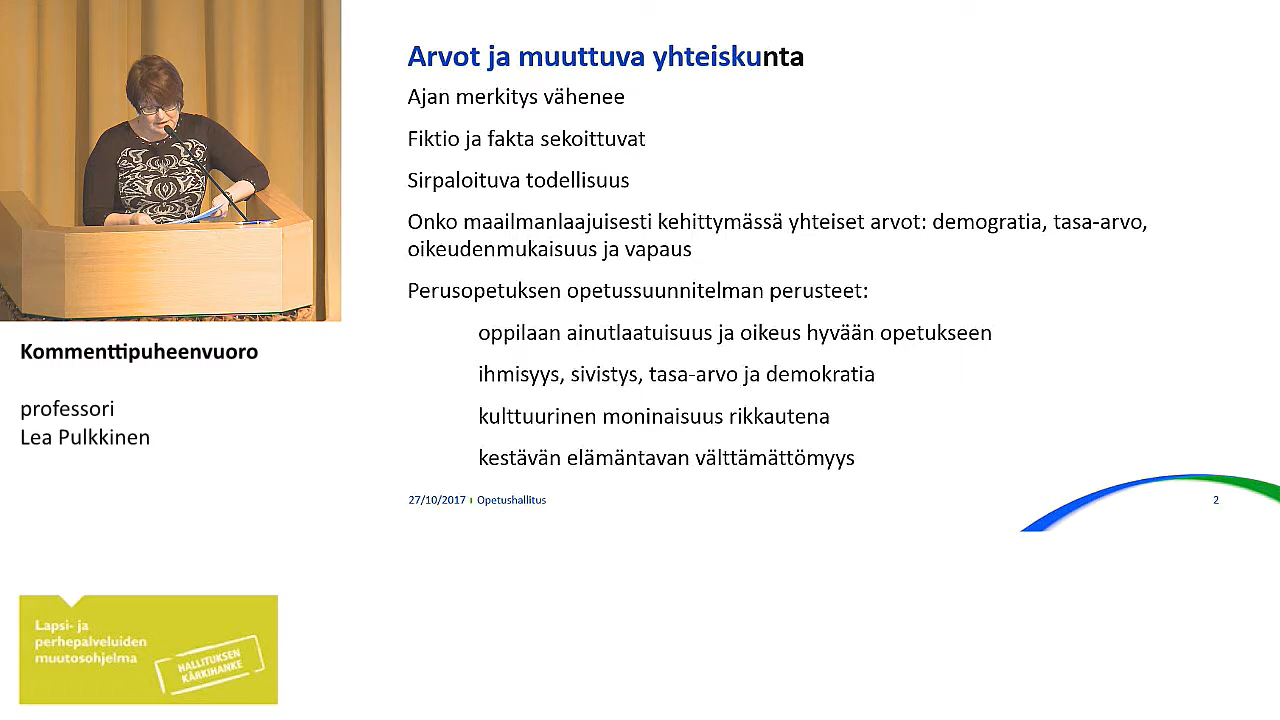 Arvot ja muuttuva yhteiskunta
Ajan merkitys vähenee
Fiktio ja fakta sekoittuvat
Sirpaloituva todellisuus
Onko maailmanlaajuisesti kehittymässä yhteiset arvot: demogratia, tasa-arvo,
oikeudenmukaisuus ja vapaus
Perusopetuksen opetussuunnitelman perusteet:
oppilaan ainutlaatuisuus ja oikeus hyvään opetukseen
ihmisyys, sivistys, tasa-arvo ja demokratia
kulttuurinen moninaisuus rikkautena
kestävän elämäntavan välttämättömyys
27/10/2017 Opetushallitus
2
Kommenttipuheenvuoro
professori
Lea Pulkkinen
Lapsi- ja
perhepalveluiden
muutosohjelma
HALLITUKSEN
KÄRKIHANKE